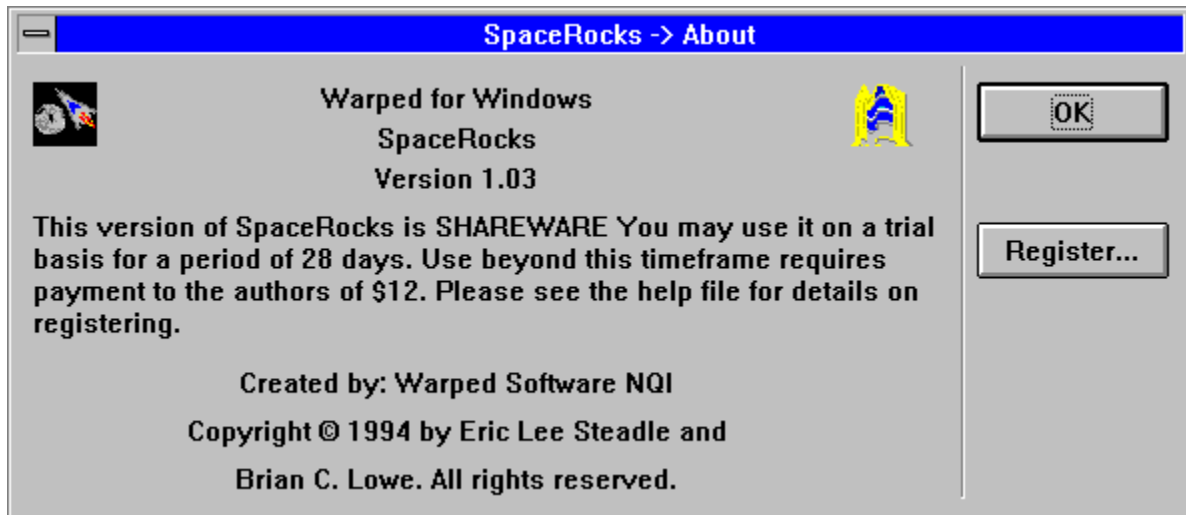 SpaceRocks -> About
Warped for Windows
SpaceRocks
Version 1.03
OK
This version of SpaceRocks is SHAREWARE You may use it on a trial
basis for a period of 28 days. Use beyond this timeframe requires
payment to the authors of $12. Please see the help file for details on
registering.
Register...
Created by: Warped Software NQI
Copyright © 1994 by Eric Lee Steadle and
Brian C. Lowe. All rights reserved.